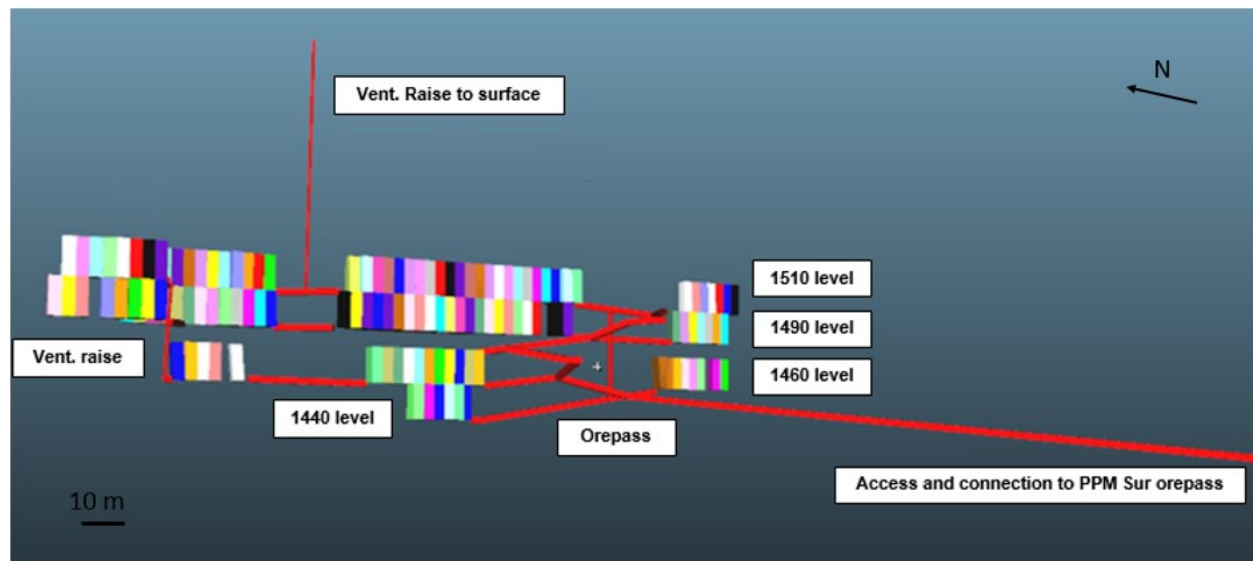 N
Vent. Raise to surface
1510 level
1490 level
Vent. raise
1460 level
1440 level
Orepass
Access and connection to PPM Sur orepass
10 m